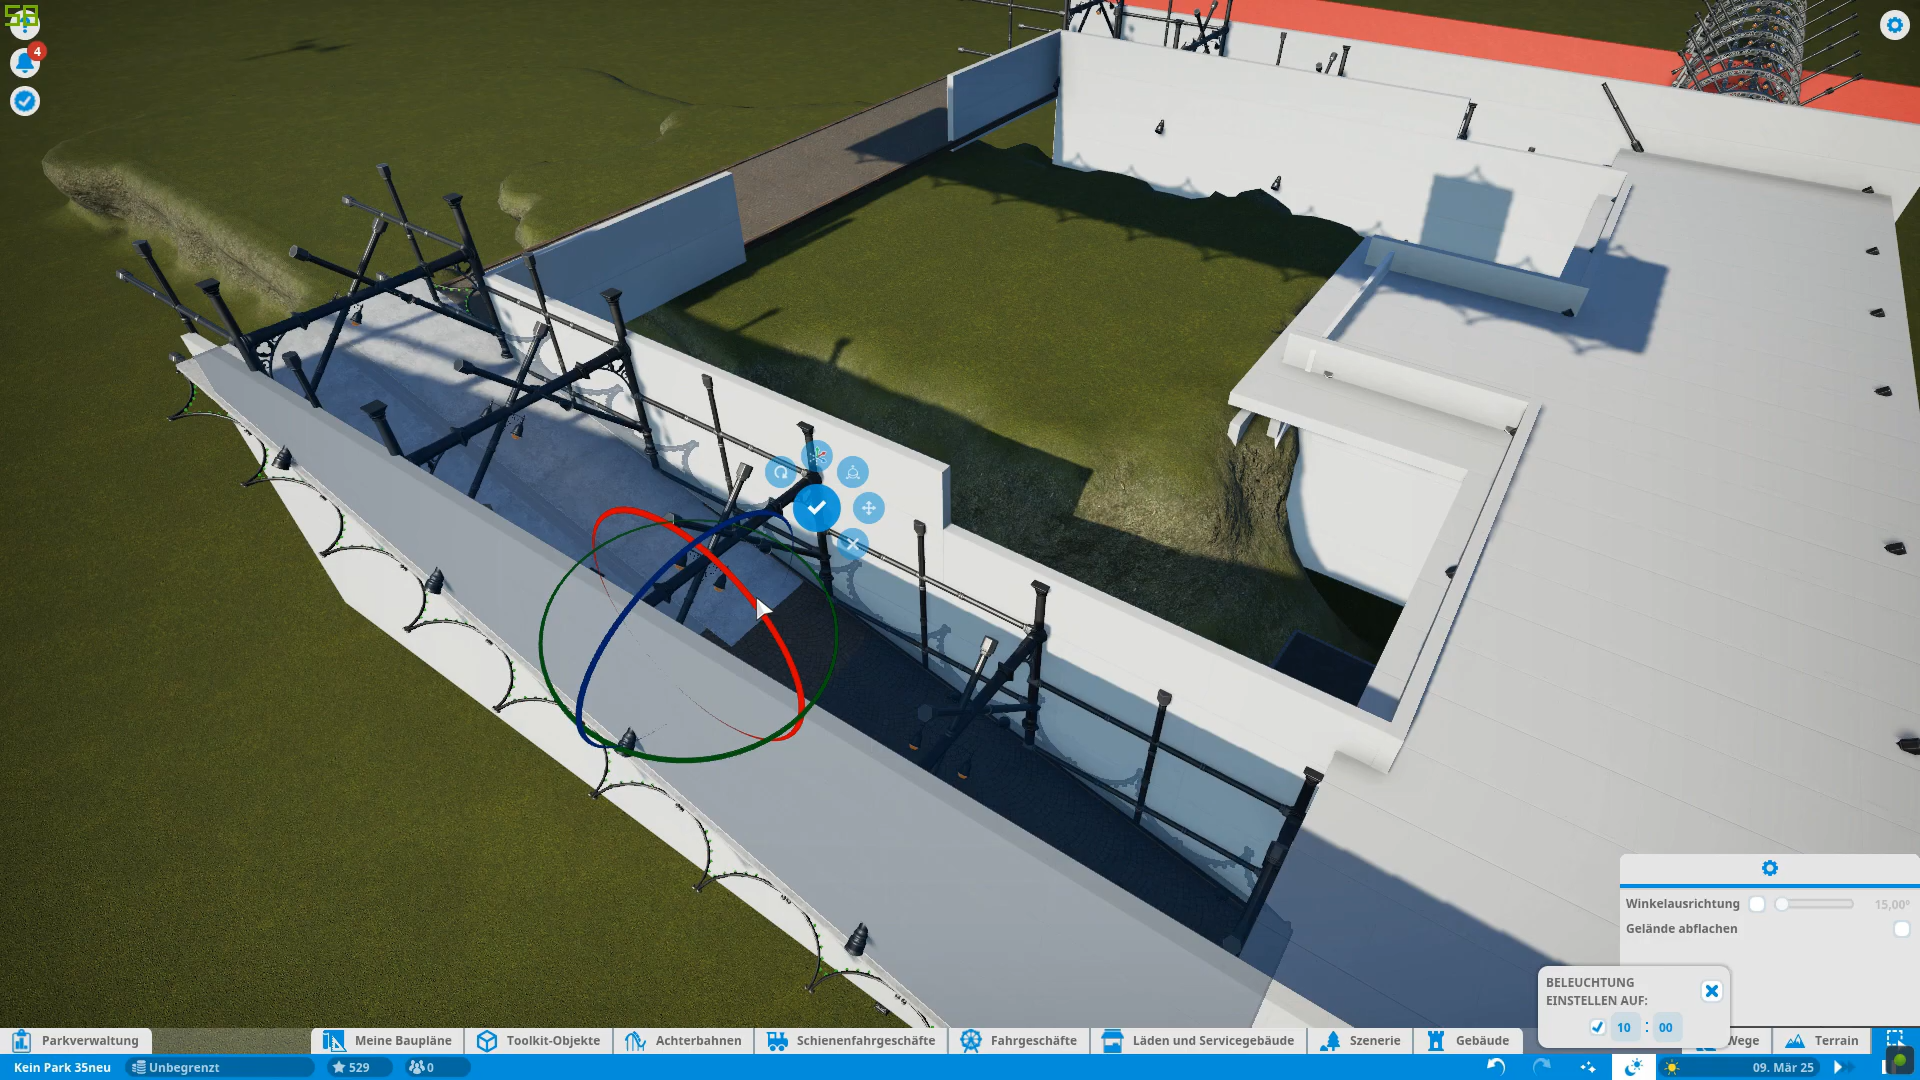 50
4
Winkelausrichtung
15,00°
Gelände abflachen
BELEUCHTUNG
EINSTELLEN AUF:
10 : 00
Parkverwaltung
Meine Baupläne
Toolkit-Objekte
Achterbahnen
Schienenfahrgeschäfte
Fahrgeschäfte
Läden und Servicegebäude
Szenerie
Gebäude
Wege
Terrain
Kein Park 35neu
Unbegrenzt
529
0
09. Mär 25